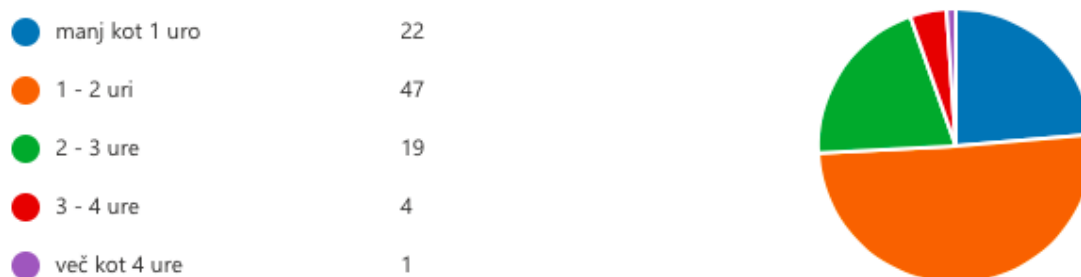 manj kot 1 uro 22
1 - 2 uri 47
2 - 3 ure 19
3 - 4 ure 4
več kot 4 ure 1